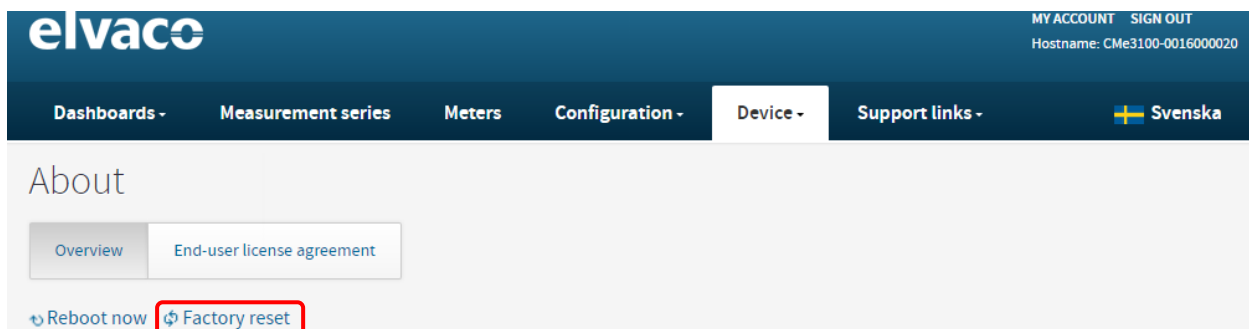 elvaco
MY ACCOUNT SIGN OUT
Hostname: CMe3100-0016000020
Dashboards Measurement series Meters Configuration Device Support links Svenska
About
Overview End-user license agreement
Reboot now Factory reset